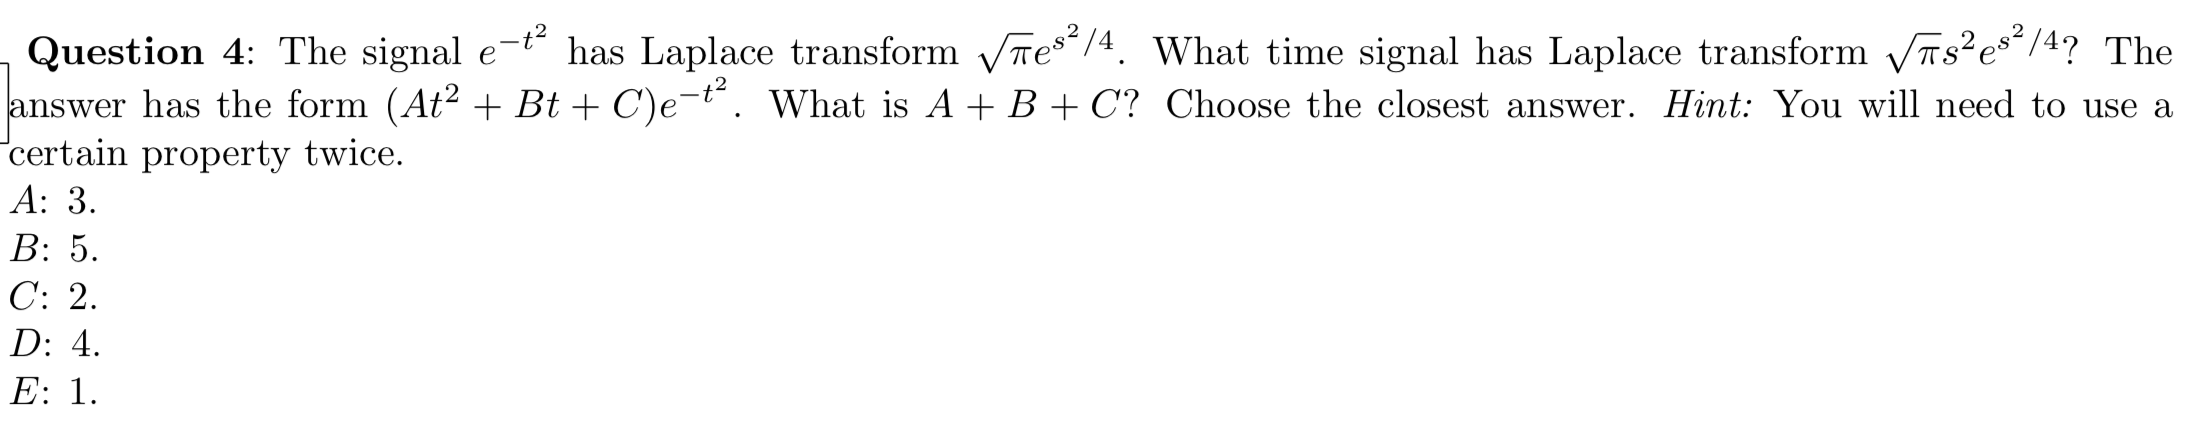 Question 4: The signal $e^{-t^2}$ has Laplace transform $\sqrt{\pi}e^{s^2/4}$. What time signal has Laplace transform $\sqrt{\pi}s^2e^{s^2/4}$? The
answer has the form $(At^2 + Bt + C)e^{-t^2}$. What is $A + B + C$? Choose the closest answer. Hint: You will need to use a
certain property twice.
A: 3.
B: 5.
C: 2.
D: 4.
E: 1.